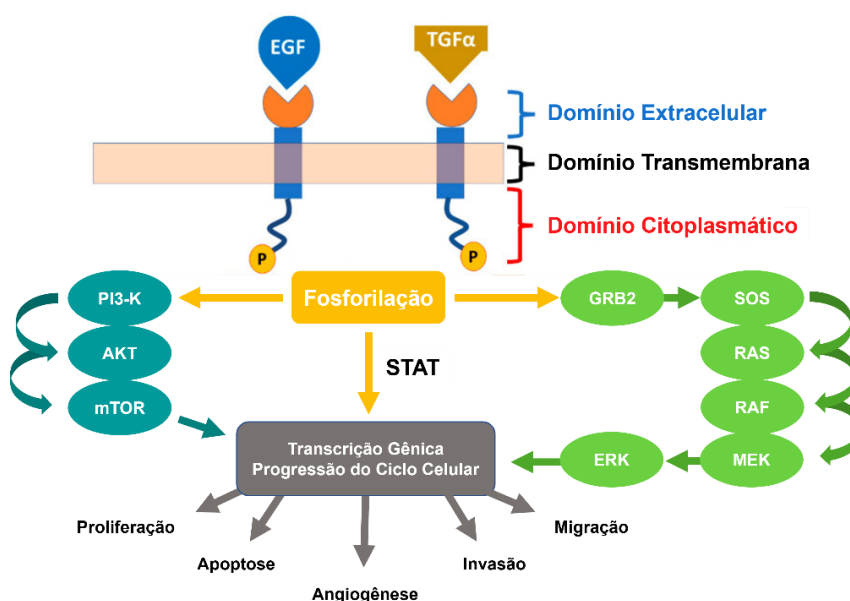 EGF
TGFα
Domínio Extracelular
Domínio Transmembrana
Domínio Citoplasmático
P
P
PI3-K
Fosforilação
GRB2
SOS
AKT
STAT
RAS
mTOR
RAF
Transcrição Gênica
Progressão do Ciclo Celular
ERK
MEK
Proliferação
Migração
Apoptose
Invasão
Angiogênese